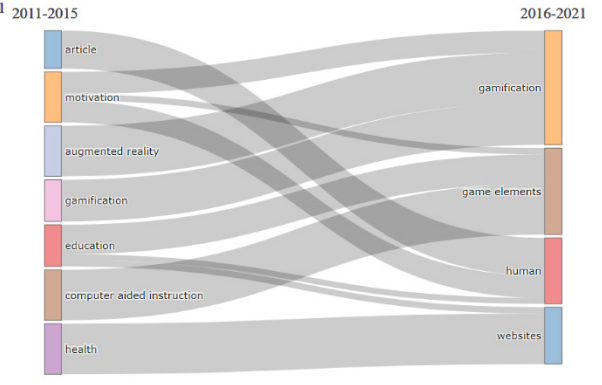 1
2011-2015
2016-2021
article
motivation
augmented reality
gamification
education
computer aided instruction
health
gamification
game elements
human
websites